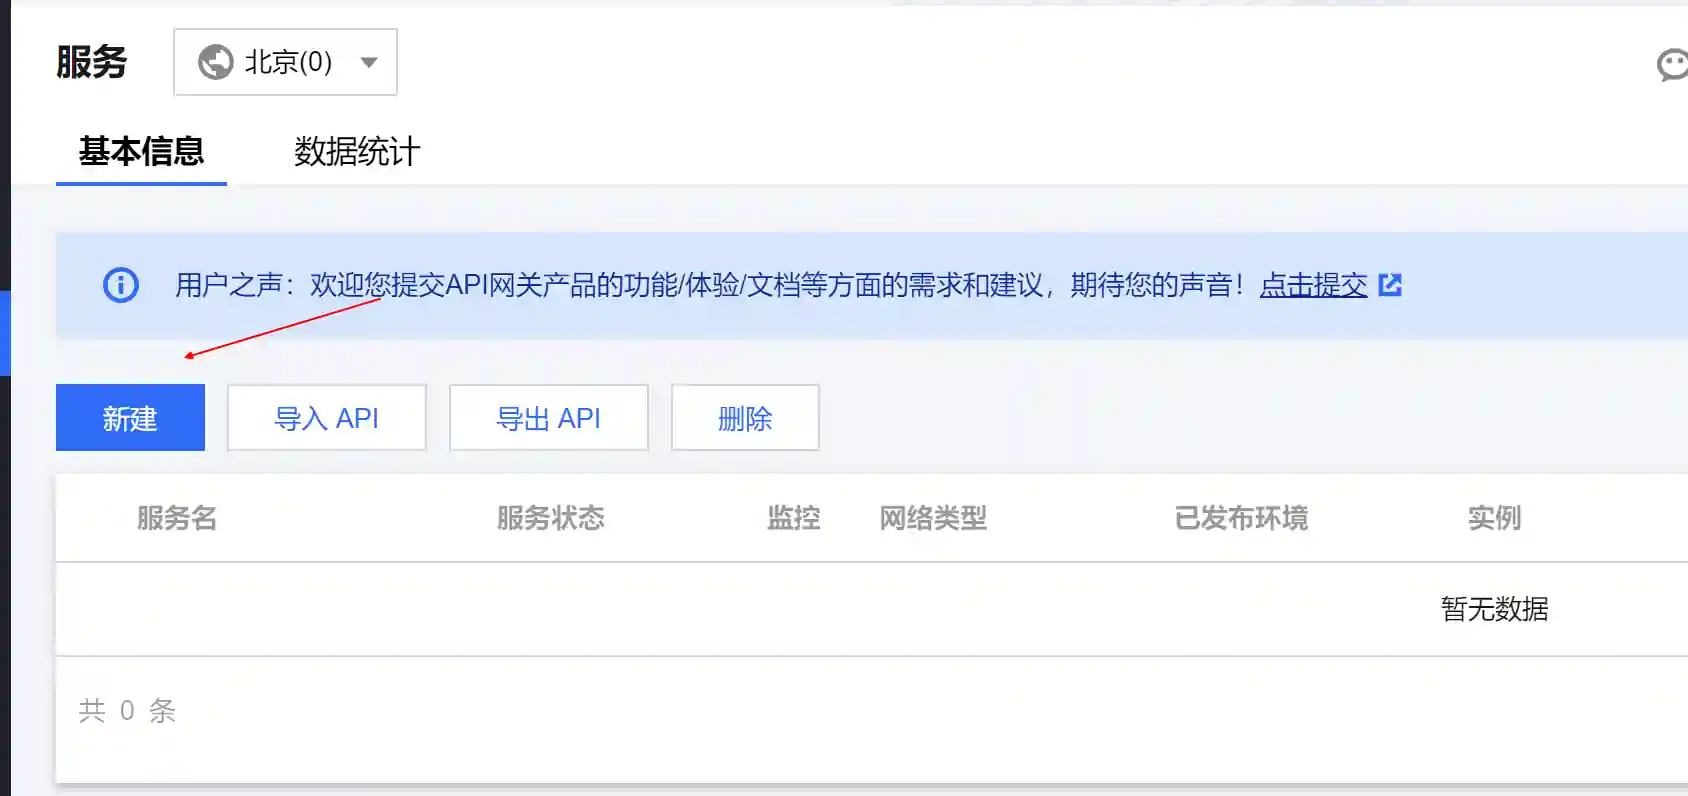 服务 北京(0)
基本信息 数据统计
用户之声：欢迎您提交API网关产品的功能/体验/文档等方面的需求和建议，期待您的声音！点击提交
新建 导入 API 导出 API 删除
服务名 服务状态 监控 网络类型 已发布环境 实例
暂无数据
共 0 条